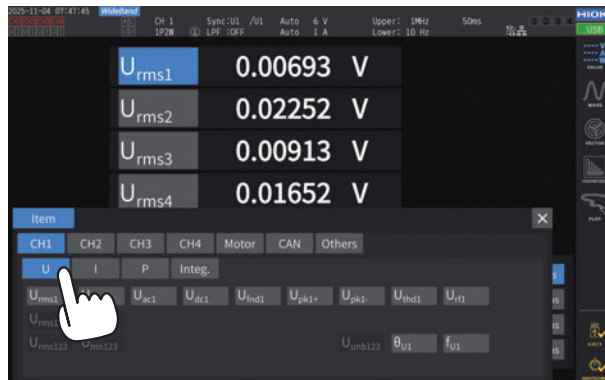 2025-11-04 07:47:45 WideBand
CH 1 Sync:U1 /U1 Auto 6 V Upper: 1MHz 50ms
1P2W ① LPF :OFF Auto 1 A Lower: 10 Hz
HIOKI
USB
VALUE
WAVE
VECTOR
PLOT
Urms1 0.00693 V
Urms2 0.02252 V
Urms3 0.00913 V
Urms4 0.01652 V
Item ×
CH1 CH2 CH3 CH4 Motor CAN Others
U I P Integ.
Urms1 Uac1 Udc1 Ufnd1 Upk1+ Upk1- Uthd1 Urf1
Urms123 Umn123 Uunb123 θU1 fU1